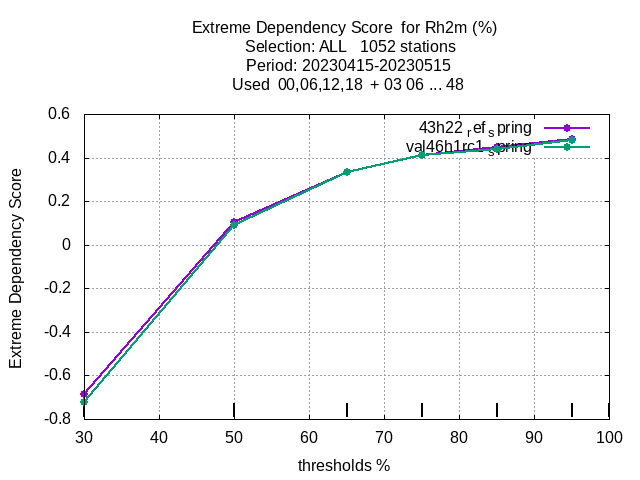 Extreme Dependency Score for Rh2m (%)
Selection: ALL 1052 stations
Period: 20230415-20230515
Used 00,06,12,18 + 03 06 ... 48
43h22 ref spring
val46h1rc1 spring
Extreme Dependency Score
0.6
0.4
0.2
0
-0.2
-0.4
-0.6
-0.8
30 40 50 60 70 80 90 100
thresholds %